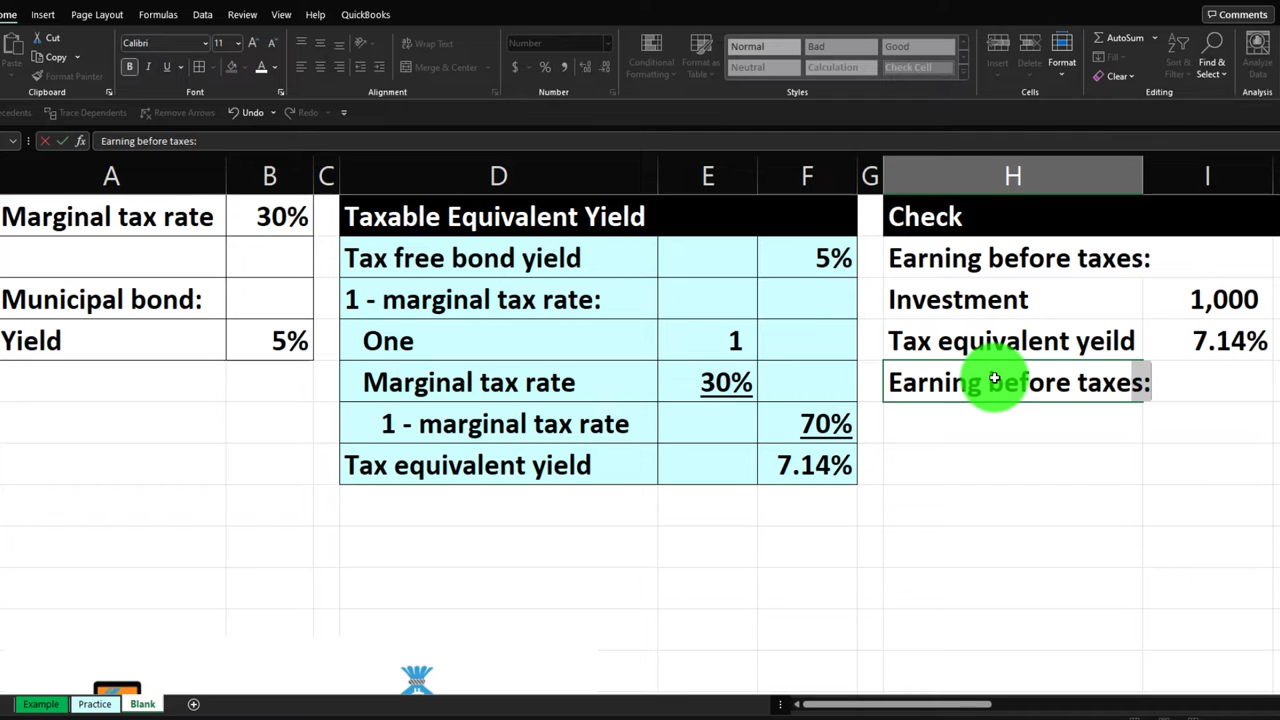 ome Insert Page Layout Formulas Data Review View Help QuickBooks Comments
Cut
Copy
Format Painter
Paste
Clipboard
Calibri 11
B I U
Font
Wrap Text
Merge & Center
Alignment
Number
$ % 9
Number
Conditional Formatting
Format as Table
Normal Bad Good
Neutral Calculation Check Cell
Styles
Insert Delete Format
Cells
AutoSum
Fill
Clear
Sort & Filter
Find & Select
Editing
Analyze Data
Analysis
ecedents Trace Dependents Remove Arrows Undo Redo
fx Earning before taxes:
A B C D E F G H I
Marginal tax rate 30% Taxable Equivalent Yield Check
Tax free bond yield 5% Earning before taxes:
Municipal bond: 1 - marginal tax rate: Investment 1,000
Yield 5% One 1 Tax equivalent yeild 7.14%
Marginal tax rate 30% Earning before taxes:
1 - marginal tax rate 70%
Tax equivalent yield 7.14%
Example Practice Blank